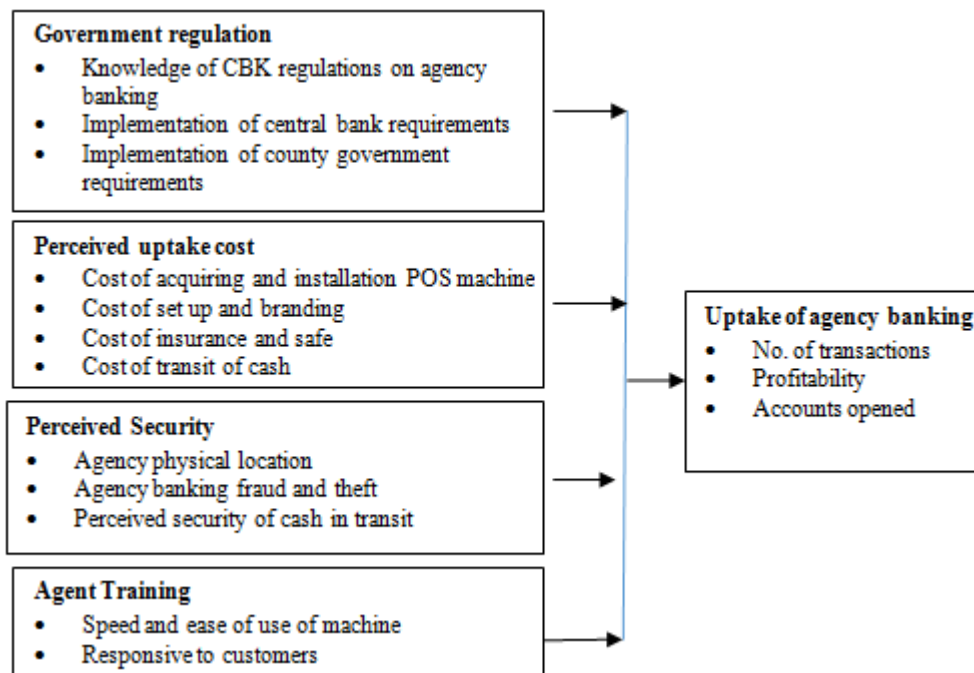 Government regulation
• Knowledge of CBK regulations on agency
banking
• Implementation of central bank requirements
• Implementation of county government
requirements
Perceived uptake cost
• Cost of acquiring and installation POS machine
• Cost of set up and branding
• Cost of insurance and safe
• Cost of transit of cash
Perceived Security
• Agency physical location
• Agency banking fraud and theft
• Perceived security of cash in transit
Agent Training
• Speed and ease of use of machine
• Responsive to customers
Uptake of agency banking
• No. of transactions
• Profitability
• Accounts opened